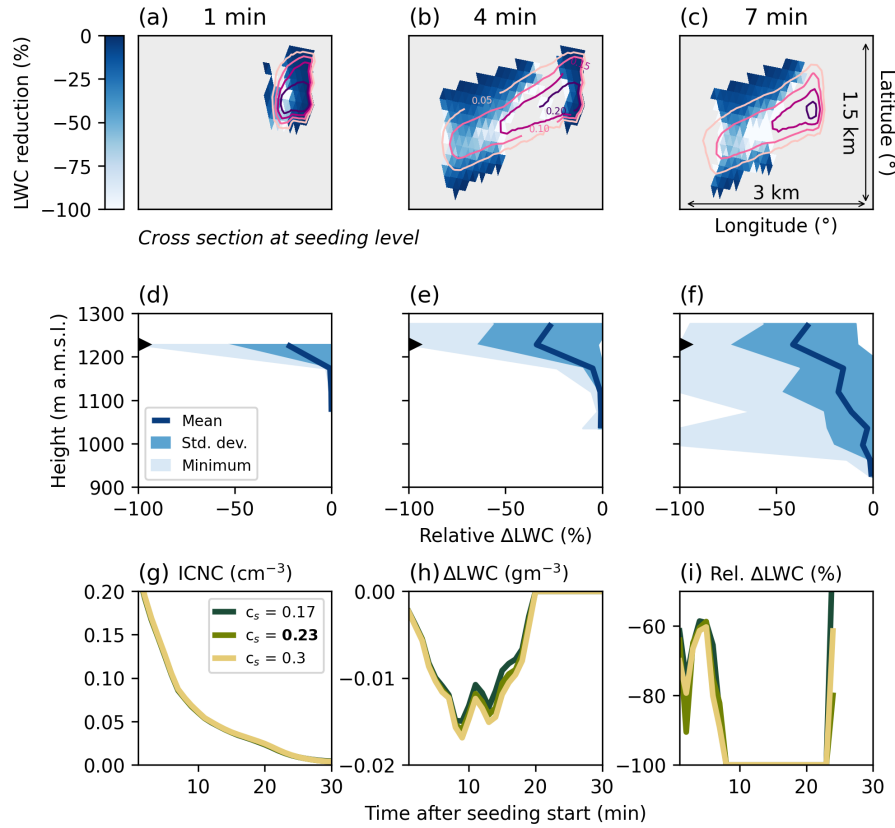 (a) 1 min
(b) 4 min
(c) 7 min
LWC reduction (%)
0
−25
−50
−75
−100
0.05
0.20
0.10
Latitude (°)
1.5 km
3 km
Longitude (°)
Cross section at seeding level
(d)
(e)
(f)
Height (m a.m.s.l.)
1300
1200
1100
1000
900
Mean
Std. dev.
Minimum
−100 −50 0
−100 −50 0
−100 −50 0
Relative ΔLWC (%)
(g) ICNC (cm⁻³)
(h) ΔLWC (gm⁻³)
(i) Rel. ΔLWC (%)
0.20
0.15
0.10
0.05
0.00
cₛ = 0.17
cₛ = 0.23
cₛ = 0.3
0.00
−0.01
−0.02
−60
−80
−100
10 20 30
10 20 30
10 20 30
Time after seeding start (min)